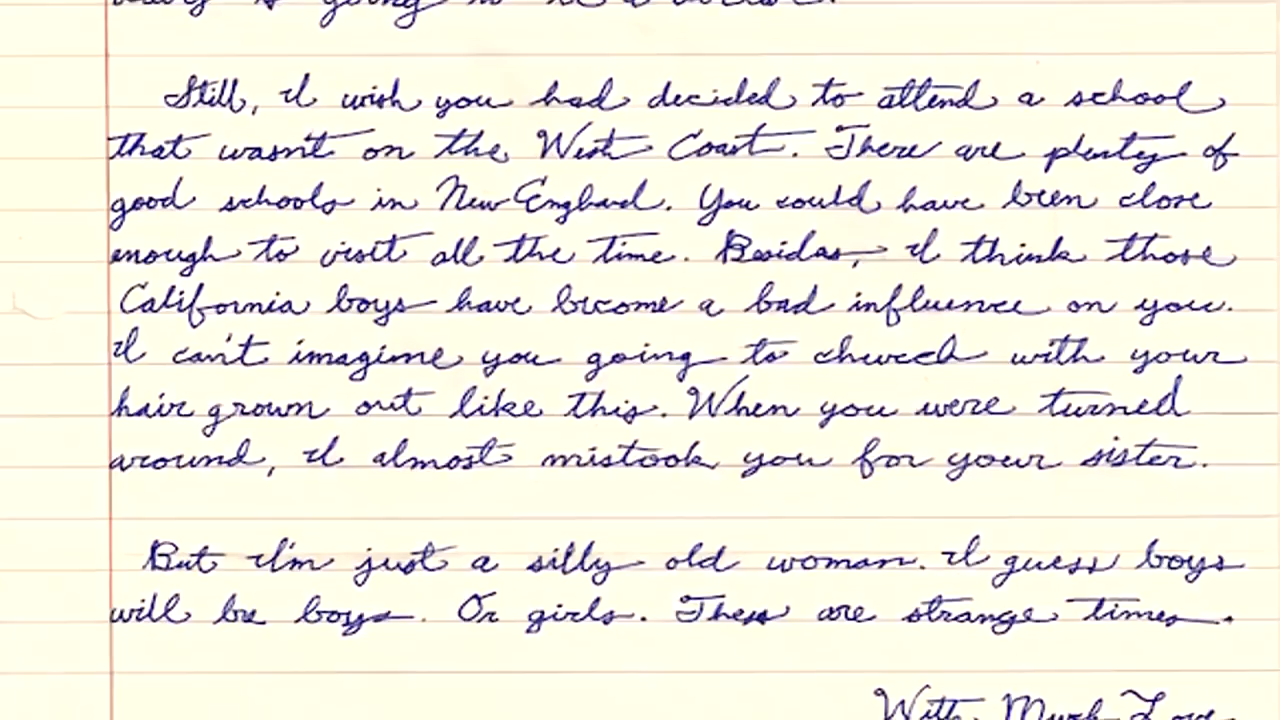 Still, I wish you had decided to attend a school
that wasn't on the West Coast. There are plenty of
good schools in New England. You could have been close
enough to visit all the time. Besides, I think those
California boys have become a bad influence on you.
I can't imagine you going to church with your
hair grown out like this. When you were turned
around, I almost mistook you for your sister.
But I'm just a silly old woman. I guess boys
will be boys. Or girls. These are strange times.
With Much Love